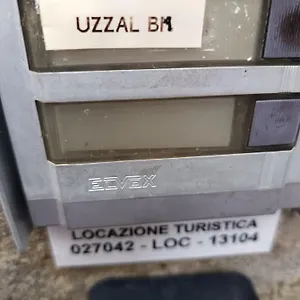 UZZAL BH
ELVEX
LOCAZIONE TURISTICA
027042 - LOC - 13104